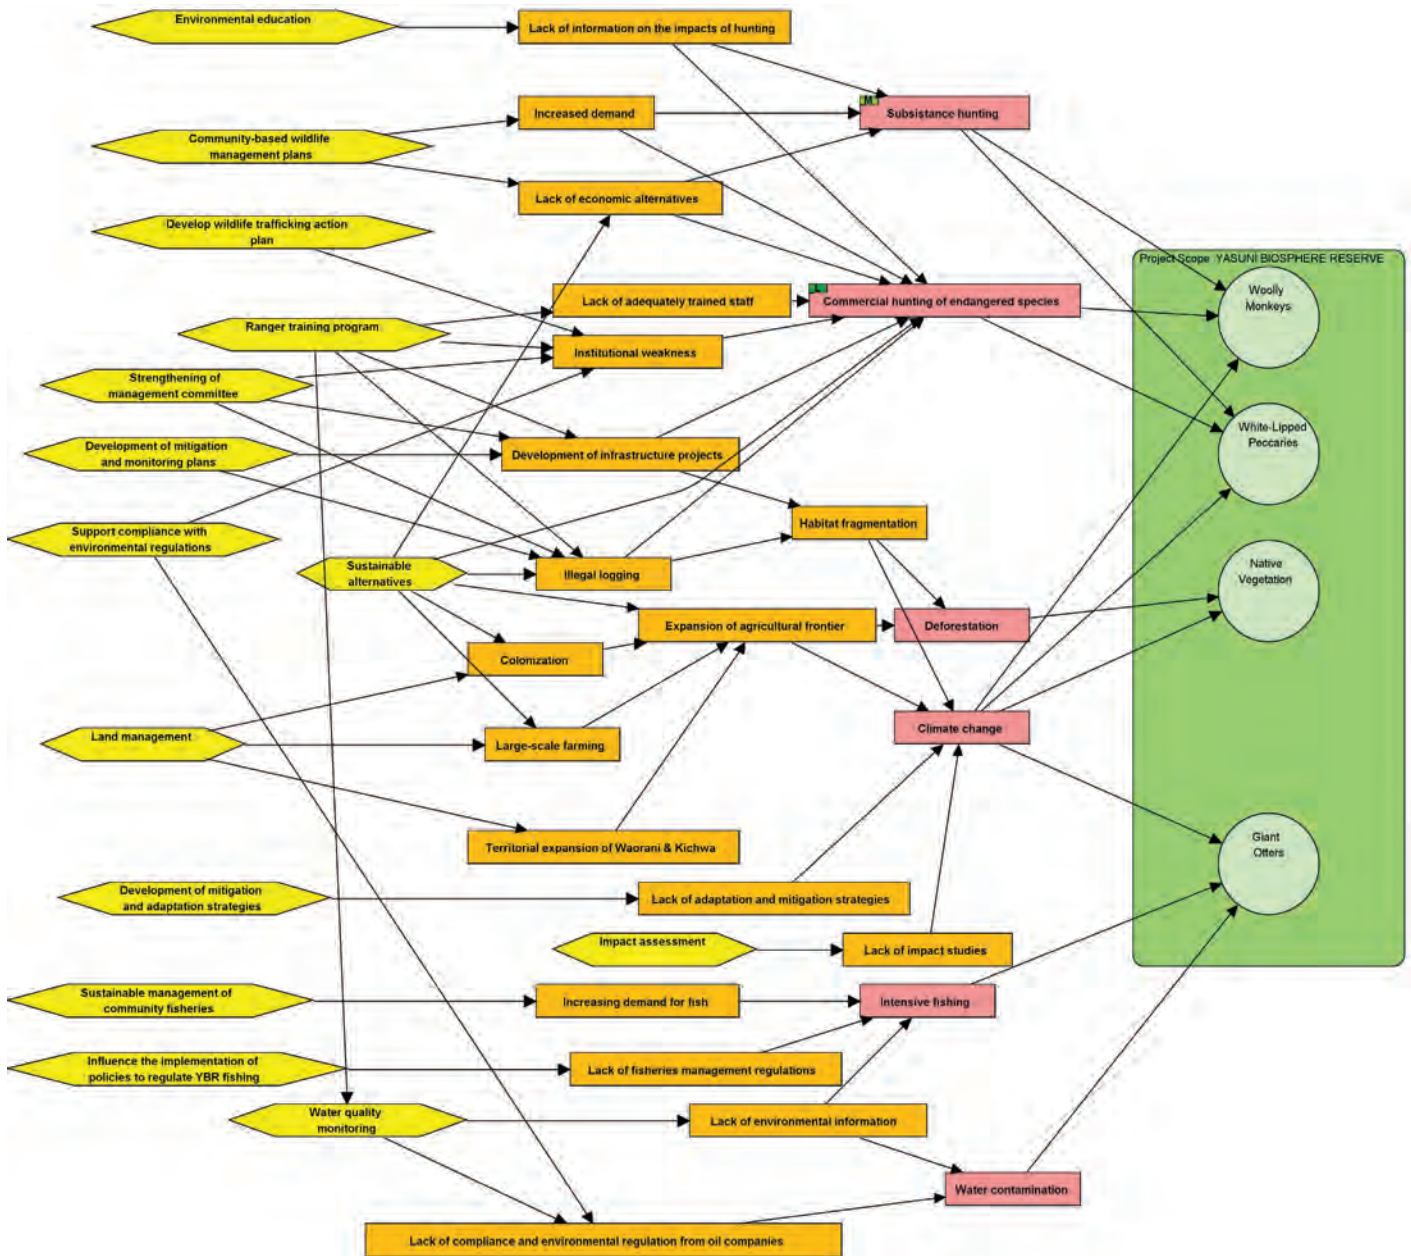 Environmental education
Lack of information on the impacts of hunting
M
Subsistance hunting
Increased demand
Community-based wildlife
management plans
Lack of economic alternatives
Develop wildlife trafficking action
plan
Project Scope YASUNI BIOSPHERE RESERVE
Woolly
Monkeys
L
Commercial hunting of endangered species
Lack of adequately trained staff
Ranger training program
Institutional weakness
Strengthening of
management committee
White-Lipped
Peccaries
Development of mitigation
and monitoring plans
Development of infrastructure projects
Habitat fragmentation
Support compliance with
environmental regulations
Native
Vegetation
Sustainable
alternatives
Illegal logging
Expansion of agricultural frontier
Deforestation
Colonization
Climate change
Land management
Large-scale farming
Territorial expansion of Waorani & Kichwa
Giant
Otters
Development of mitigation
and adaptation strategies
Lack of adaptation and mitigation strategies
Impact assessment
Lack of impact studies
Sustainable management of
community fisheries
Increasing demand for fish
Intensive fishing
Influence the implementation of
policies to regulate YBR fishing
Lack of fisheries management regulations
Water quality
monitoring
Lack of environmental information
Water contamination
Lack of compliance and environmental regulation from oil companies